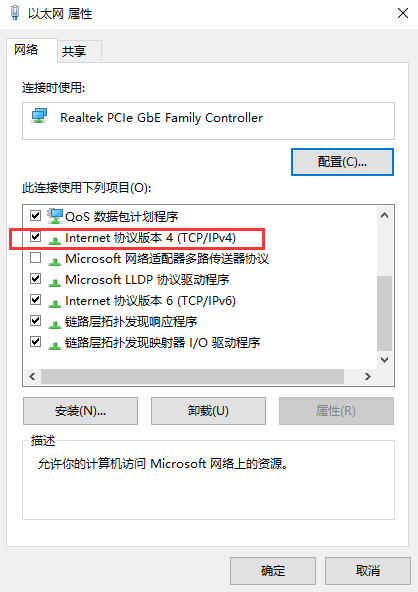 以太网 属性
网络
共享
连接时使用:
Realtek PCIe GbE Family Controller
配置(C)...
此连接使用下列项目(O):
QoS 数据包计划程序
Internet 协议版本 4 (TCP/IPv4)
Microsoft 网络适配器多路传送器协议
Microsoft LLDP 协议驱动程序
Internet 协议版本 6 (TCP/IPv6)
链路层拓扑发现响应程序
链路层拓扑发现映射器 I/O 驱动程序
安装(N)...
卸载(U)
属性(R)
描述
允许你的计算机访问 Microsoft 网络上的资源。
确定
取消